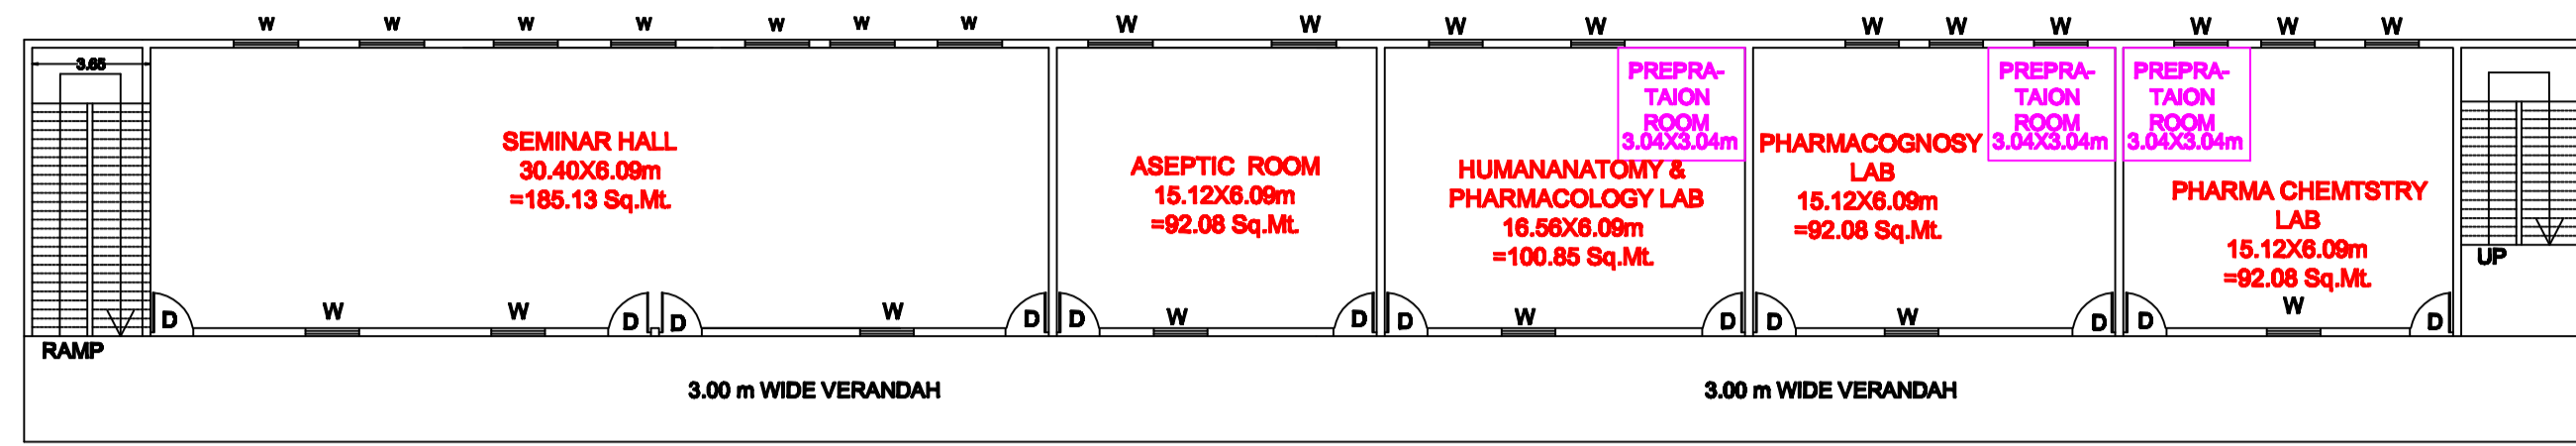 W W W W W W W W W W W W W W W W W
3.65
SEMINAR HALL
30.40X6.09m
=185.13 Sq.Mt.
ASEPTIC ROOM
15.12X6.09m
=92.08 Sq.Mt.
PREPRA-
TAION
ROOM
3.04X3.04m
HUMANANATOMY &
PHARMACOLOGY LAB
16.56X6.09m
=100.85 Sq.Mt.
PREPRA-
TAION
ROOM
3.04X3.04m
PHARMACOGNOSY
LAB
15.12X6.09m
=92.08 Sq.Mt.
PREPRA-
TAION
ROOM
3.04X3.04m
PHARMA CHEMTSTRY
LAB
15.12X6.09m
=92.08 Sq.Mt.
UP
W W W W W W W
D D D D D D D D D D D D
RAMP
3.00 m WIDE VERANDAH 3.00 m WIDE VERANDAH